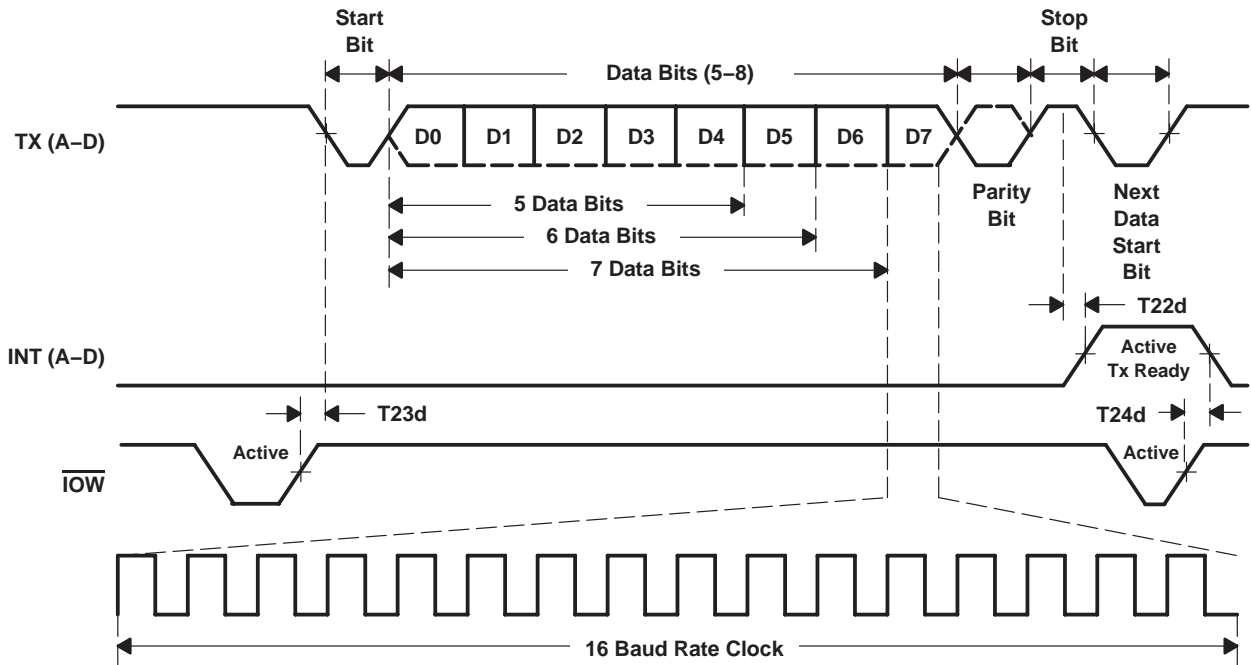 Start
Bit
Stop
Bit
Data Bits (5–8)
TX (A–D)
D0 D1 D2 D3 D4 D5 D6 D7
Parity
Bit
Next
Data
Start
Bit
5 Data Bits
6 Data Bits
7 Data Bits
T22d
INT (A–D)
Active
Tx Ready
T23d
T24d
IOW
Active
Active
16 Baud Rate Clock